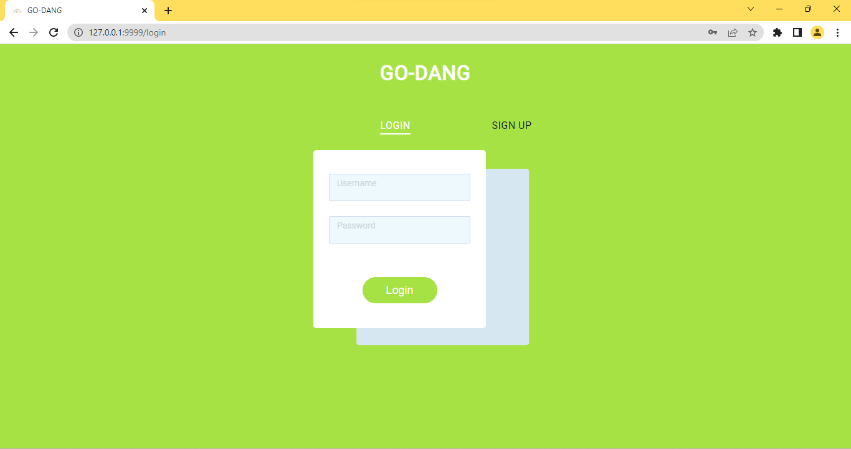 GO-DANG
127.0.0.1:9999/login
GO-DANG
LOGIN
SIGN UP
Username
Password
Login